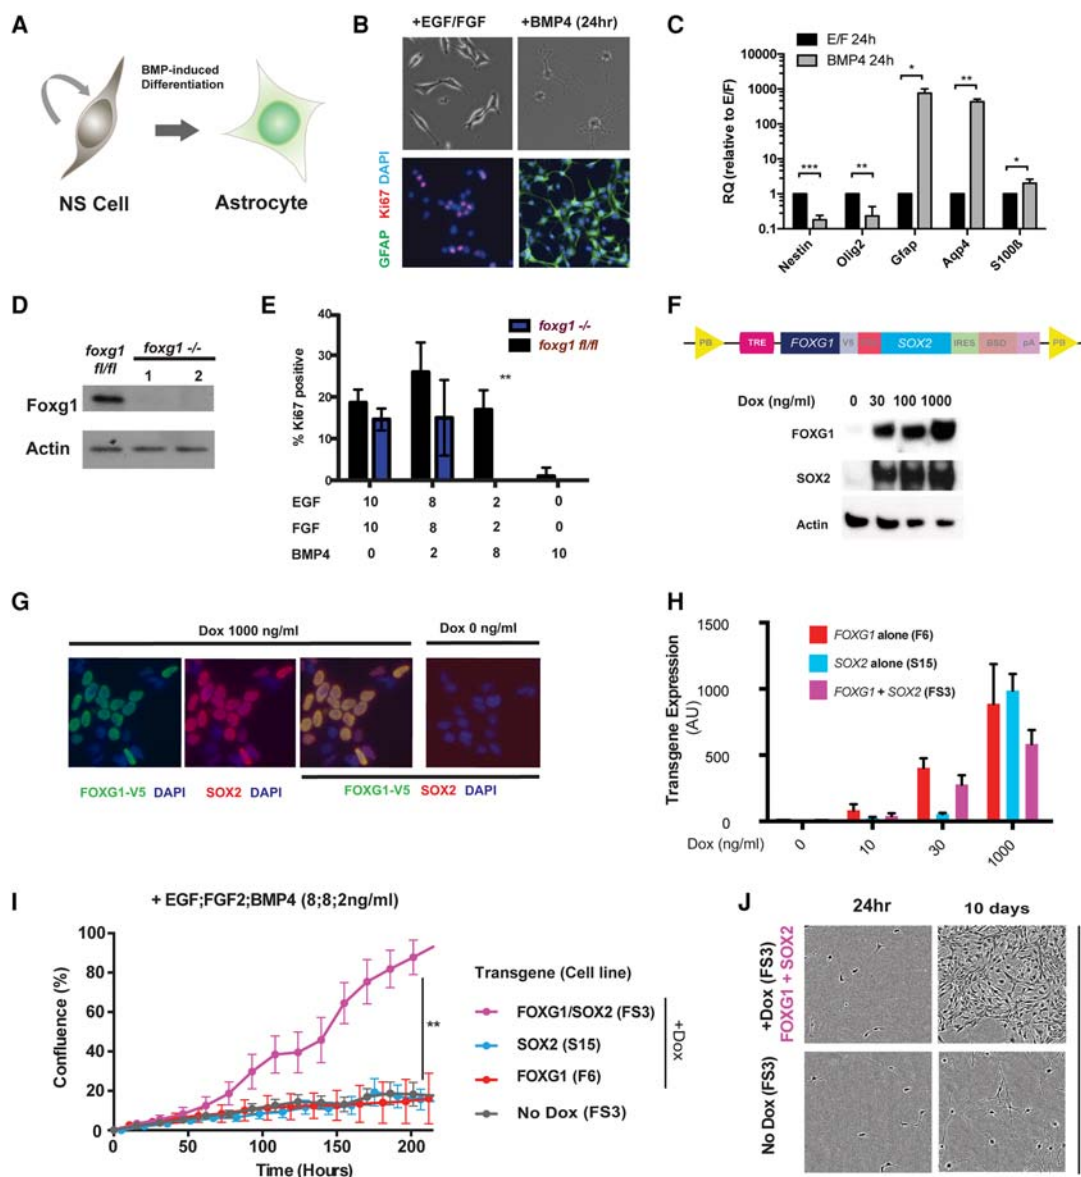 A
BMP-induced
Differentiation
NS Cell
Astrocyte
B
+EGF/FGF
+BMP4 (24hr)
GFAP Ki67 DAPI
C
E/F 24h
BMP4 24h
RQ (relative to E/F)
10000
1000
100
10
1
0.1
***
**
*
**
*
Nestin
Olig2
Gfap
Aqp4
S100ß
D
foxg1 fl/fl
foxg1 -/-
1 2
Foxg1
Actin
E
% Ki67 positive
40
30
20
10
0
foxg1 -/-
foxg1 fl/fl
**
EGF 10 8 2 0
FGF 10 8 2 0
BMP4 0 2 8 10
F
PB TRE FOXG1 V5 SOX2 IRES BSD pA PB
Dox (ng/ml)
0 30 100 1000
FOXG1
SOX2
Actin
G
Dox 1000 ng/ml
Dox 0 ng/ml
FOXG1-V5 DAPI
SOX2 DAPI
FOXG1-V5 SOX2 DAPI
H
Transgene Expression
(AU)
1500
1000
500
0
FOXG1 alone (F6)
SOX2 alone (S15)
FOXG1 + SOX2 (FS3)
Dox (ng/ml)
0
10
30
1000
I
+ EGF;FGF2;BMP4 (8;8;2ng/ml)
Confluence (%)
100
80
60
40
20
0
0 50 100 150 200
Time (Hours)
**
Transgene (Cell line)
FOXG1/SOX2 (FS3)
SOX2 (S15)
FOXG1 (F6)
No Dox (FS3)
+Dox
J
24hr
10 days
+Dox (FS3)
FOXG1 + SOX2
No Dox (FS3)